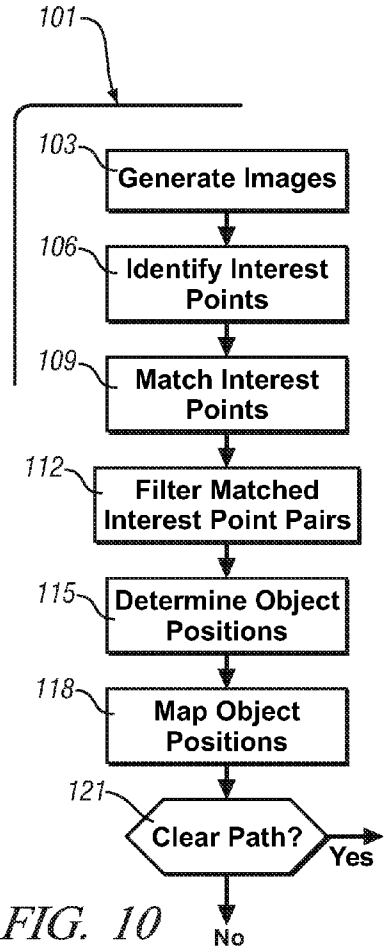 101
103
Generate Images
106
Identify Interest
Points
109
Match Interest
Points
112
Filter Matched
Interest Point Pairs
115
Determine Object
Positions
118
Map Object
Positions
121
Clear Path?
Yes
No
FIG. 10